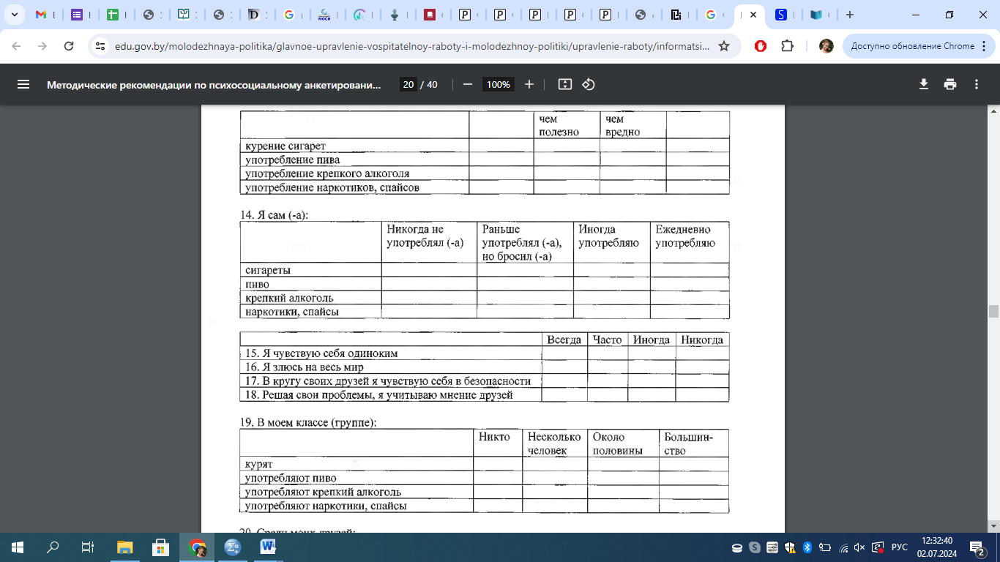 edu.gov.by/molodezhnaya-politika/glavnoe-upravlenie-vospitatelnoy-raboty-i-molodezhnoy-politiki/upravlenie-raboty/informatsi...
Доступно обновление Chrome
Методические рекомендации по психосоциальному анкетировани...
20 / 40
100%
чем полезно
чем вредно
курение сигарет
употребление пива
употребление крепкого алкоголя
употребление наркотиков, спайсов
14. Я сам (-а):
Никогда не употреблял (-а)
Раньше употреблял (-а), но бросил (-а)
Иногда употребляю
Ежедневно употребляю
сигареты
пиво
крепкий алкоголь
наркотики, спайсы
Всегда Часто Иногда Никогда
15. Я чувствую себя одиноким
16. Я злюсь на весь мир
17. В кругу своих друзей я чувствую себя в безопасности
18. Решая свои проблемы, я учитываю мнение друзей
19. В моем классе (группе):
Никто
Несколько человек
Около половины
Большин-
ство
курят
употребляют пиво
употребляют крепкий алкоголь
употребляют наркотики, спайсы
20. Среди моих друзей:
РУС
12:32:40
02.07.2024
2